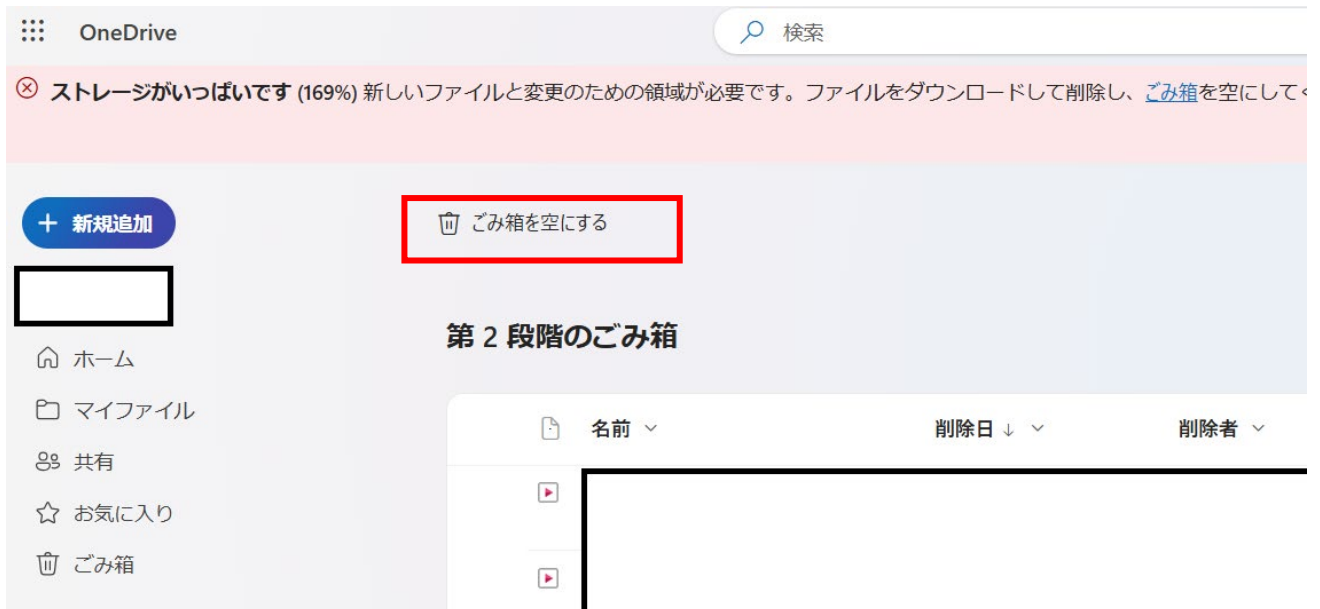 OneDrive
検索
ストレージがいっぱいです (169%) 新しいファイルと変更のための領域が必要です。ファイルをダウンロードして削除し、ごみ箱を空にして
新規追加
ごみ箱を空にする
第 2 段階のごみ箱
ホーム
マイファイル
共有
お気に入り
ごみ箱
名前
削除日
削除者